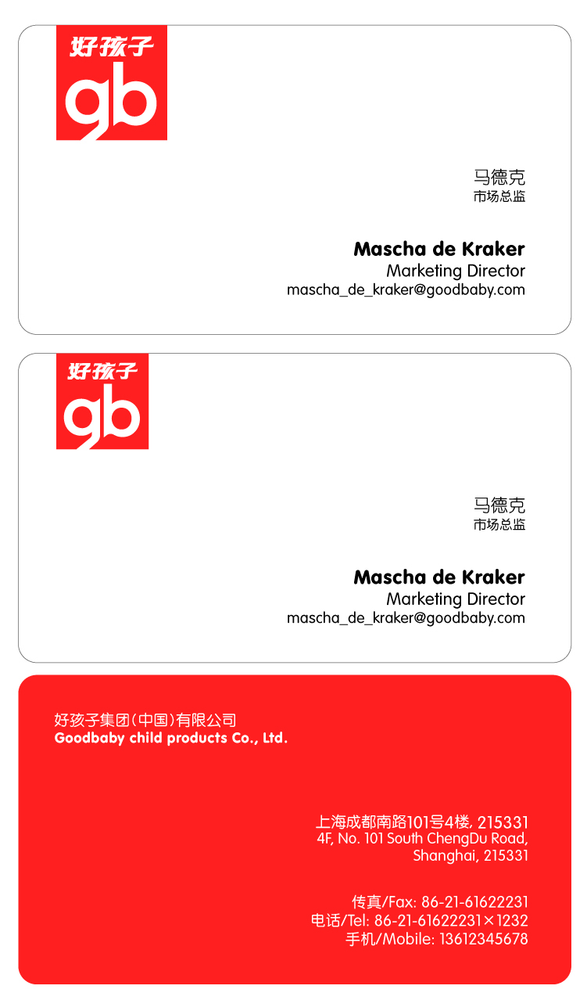 好孩子
gb
马德克
市场总监
Mascha de Kraker
Marketing Director
mascha_de_kraker@goodbaby.com
好孩子
gb
马德克
市场总监
Mascha de Kraker
Marketing Director
mascha_de_kraker@goodbaby.com
好孩子集团(中国)有限公司
Goodbaby child products Co., Ltd.
上海成都南路101号4楼, 215331
4F, No. 101 South ChengDu Road,
Shanghai, 215331
传真/Fax: 86-21-61622231
电话/Tel: 86-21-61622231×1232
手机/Mobile: 13612345678